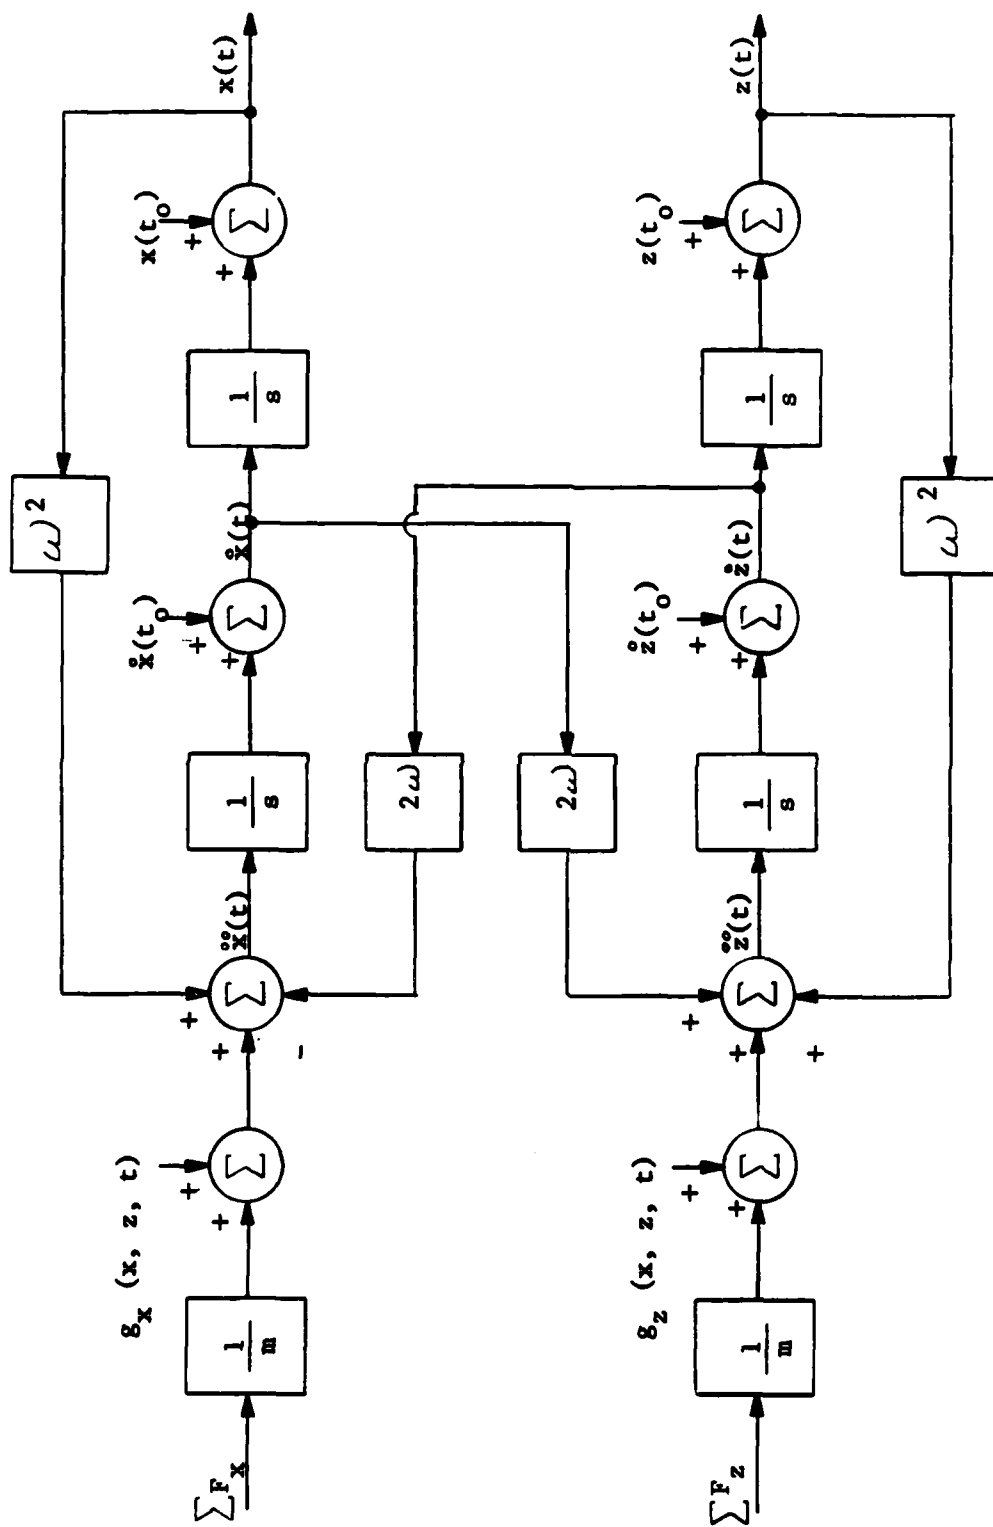 ω²
ΣF_x
1/m
g_x (x, z, t)
+
+
Σ
+
+
-
Σ
ẍ(t)
1/s
ẋ(t_o)
+
+
Σ
ẋ(t)
1/s
x(t_o)
+
+
Σ
x(t)
2ω
2ω
ΣF_z
1/m
g_z (x, z, t)
+
+
Σ
+
+
+
Σ
z̈(t)
1/s
ż(t_o)
+
+
Σ
ż(t)
1/s
z(t_o)
+
+
Σ
z(t)
ω²